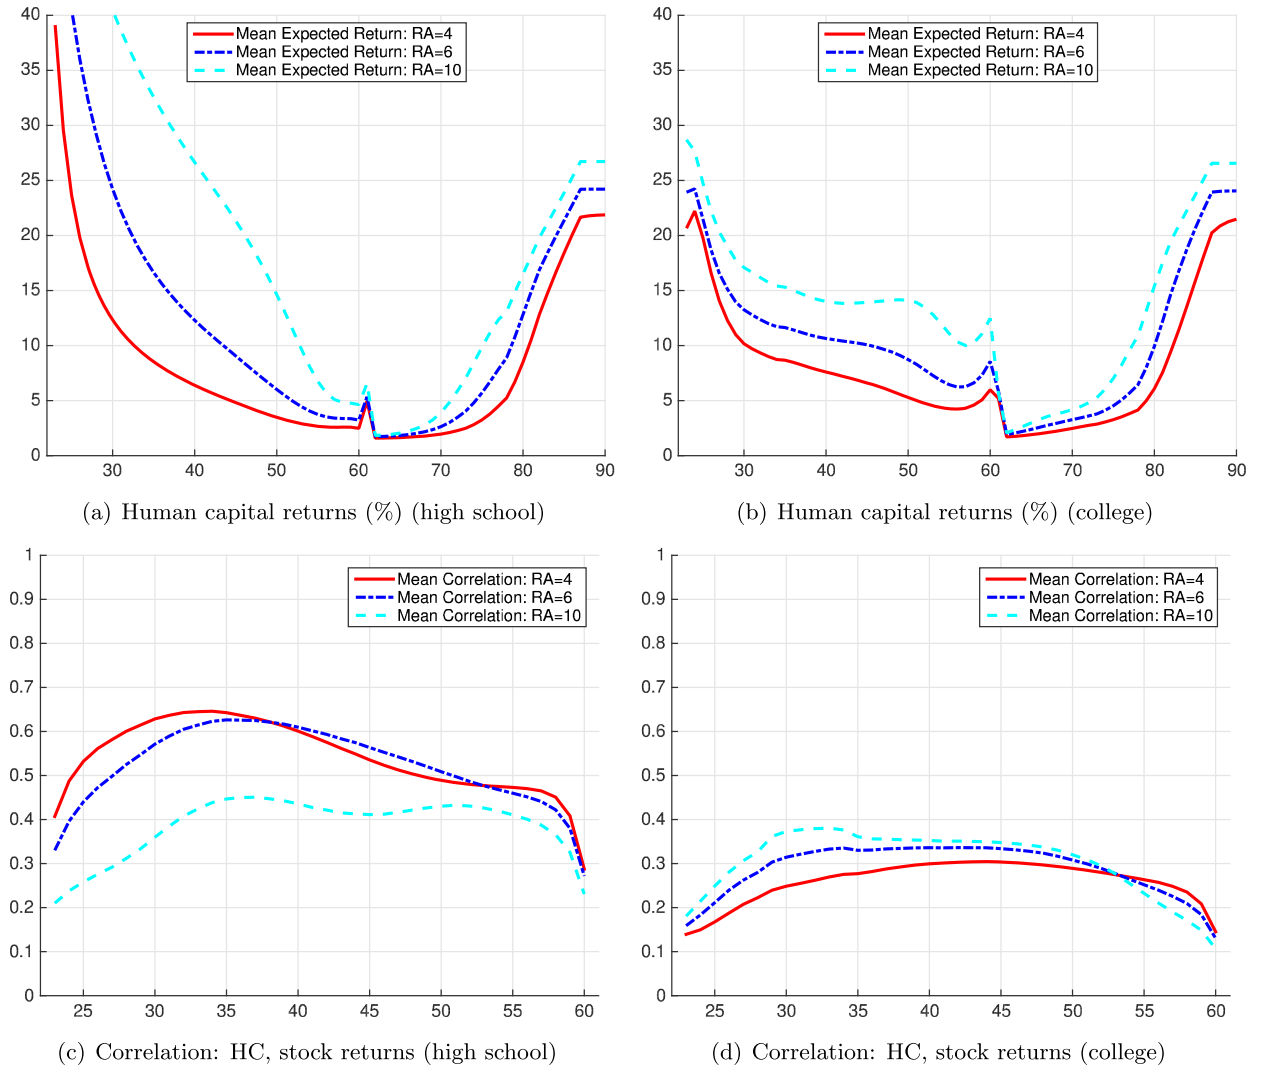 40
35
30
25
20
15
10
5
0
30 40 50 60 70 80 90
Mean Expected Return: RA=4
Mean Expected Return: RA=6
Mean Expected Return: RA=10
(a) Human capital returns (%) (high school)
40
35
30
25
20
15
10
5
0
30 40 50 60 70 80 90
Mean Expected Return: RA=4
Mean Expected Return: RA=6
Mean Expected Return: RA=10
(b) Human capital returns (%) (college)
1
0.9
0.8
0.7
0.6
0.5
0.4
0.3
0.2
0.1
0
25 30 35 40 45 50 55 60
Mean Correlation: RA=4
Mean Correlation: RA=6
Mean Correlation: RA=10
(c) Correlation: HC, stock returns (high school)
1
0.9
0.8
0.7
0.6
0.5
0.4
0.3
0.2
0.1
0
25 30 35 40 45 50 55 60
Mean Correlation: RA=4
Mean Correlation: RA=6
Mean Correlation: RA=10
(d) Correlation: HC, stock returns (college)